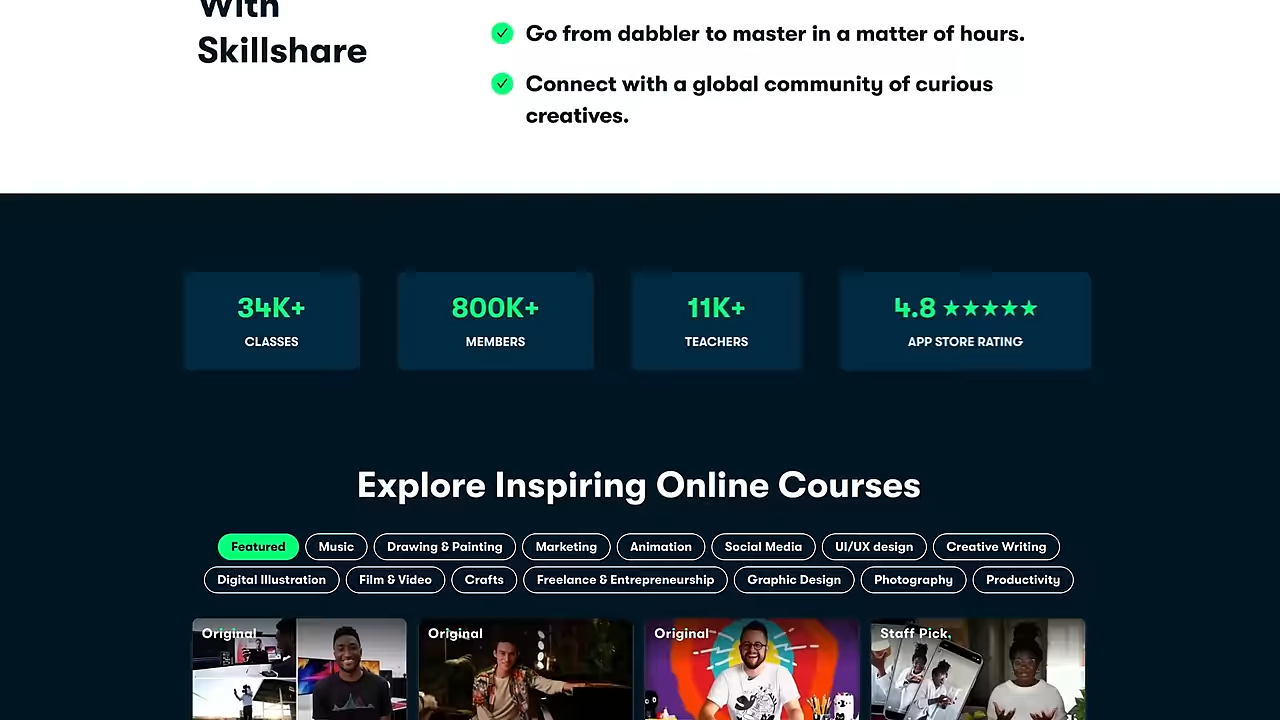 With
Skillshare
Go from dabbler to master in a matter of hours.
Connect with a global community of curious
creatives.
34K+
CLASSES
800K+
MEMBERS
11K+
TEACHERS
4.8 ★★★★★
APP STORE RATING
Explore Inspiring Online Courses
Featured
Music
Drawing & Painting
Marketing
Animation
Social Media
UI/UX design
Creative Writing
Digital Illustration
Film & Video
Crafts
Freelance & Entrepreneurship
Graphic Design
Photography
Productivity
Original
Original
Original
Staff Pick